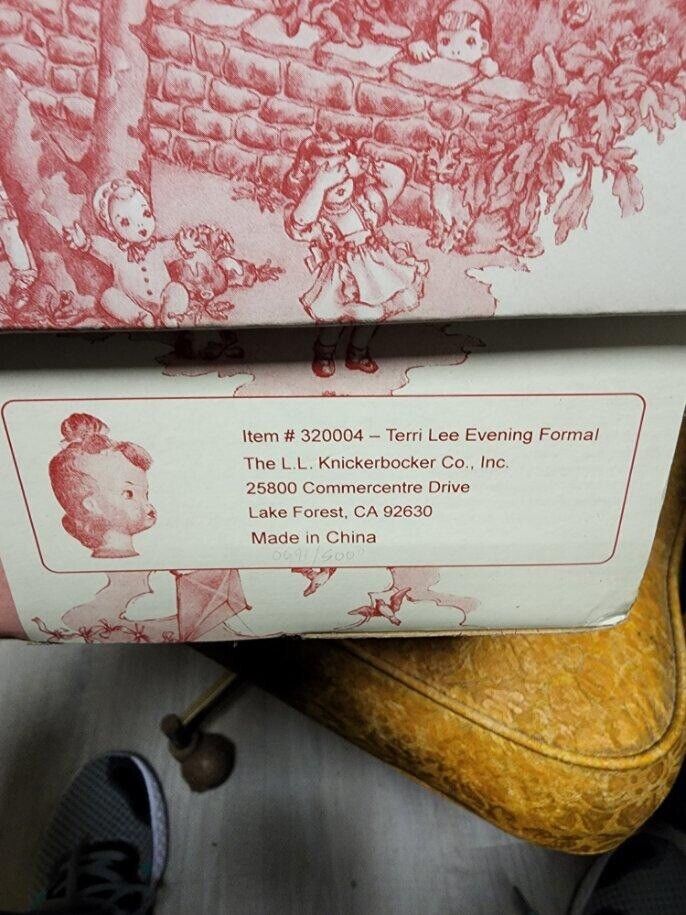 Item # 320004 – Terri Lee Evening Formal
The L.L. Knickerbocker Co., Inc.
25800 Commercentre Drive
Lake Forest, CA 92630
Made in China
0091/5000